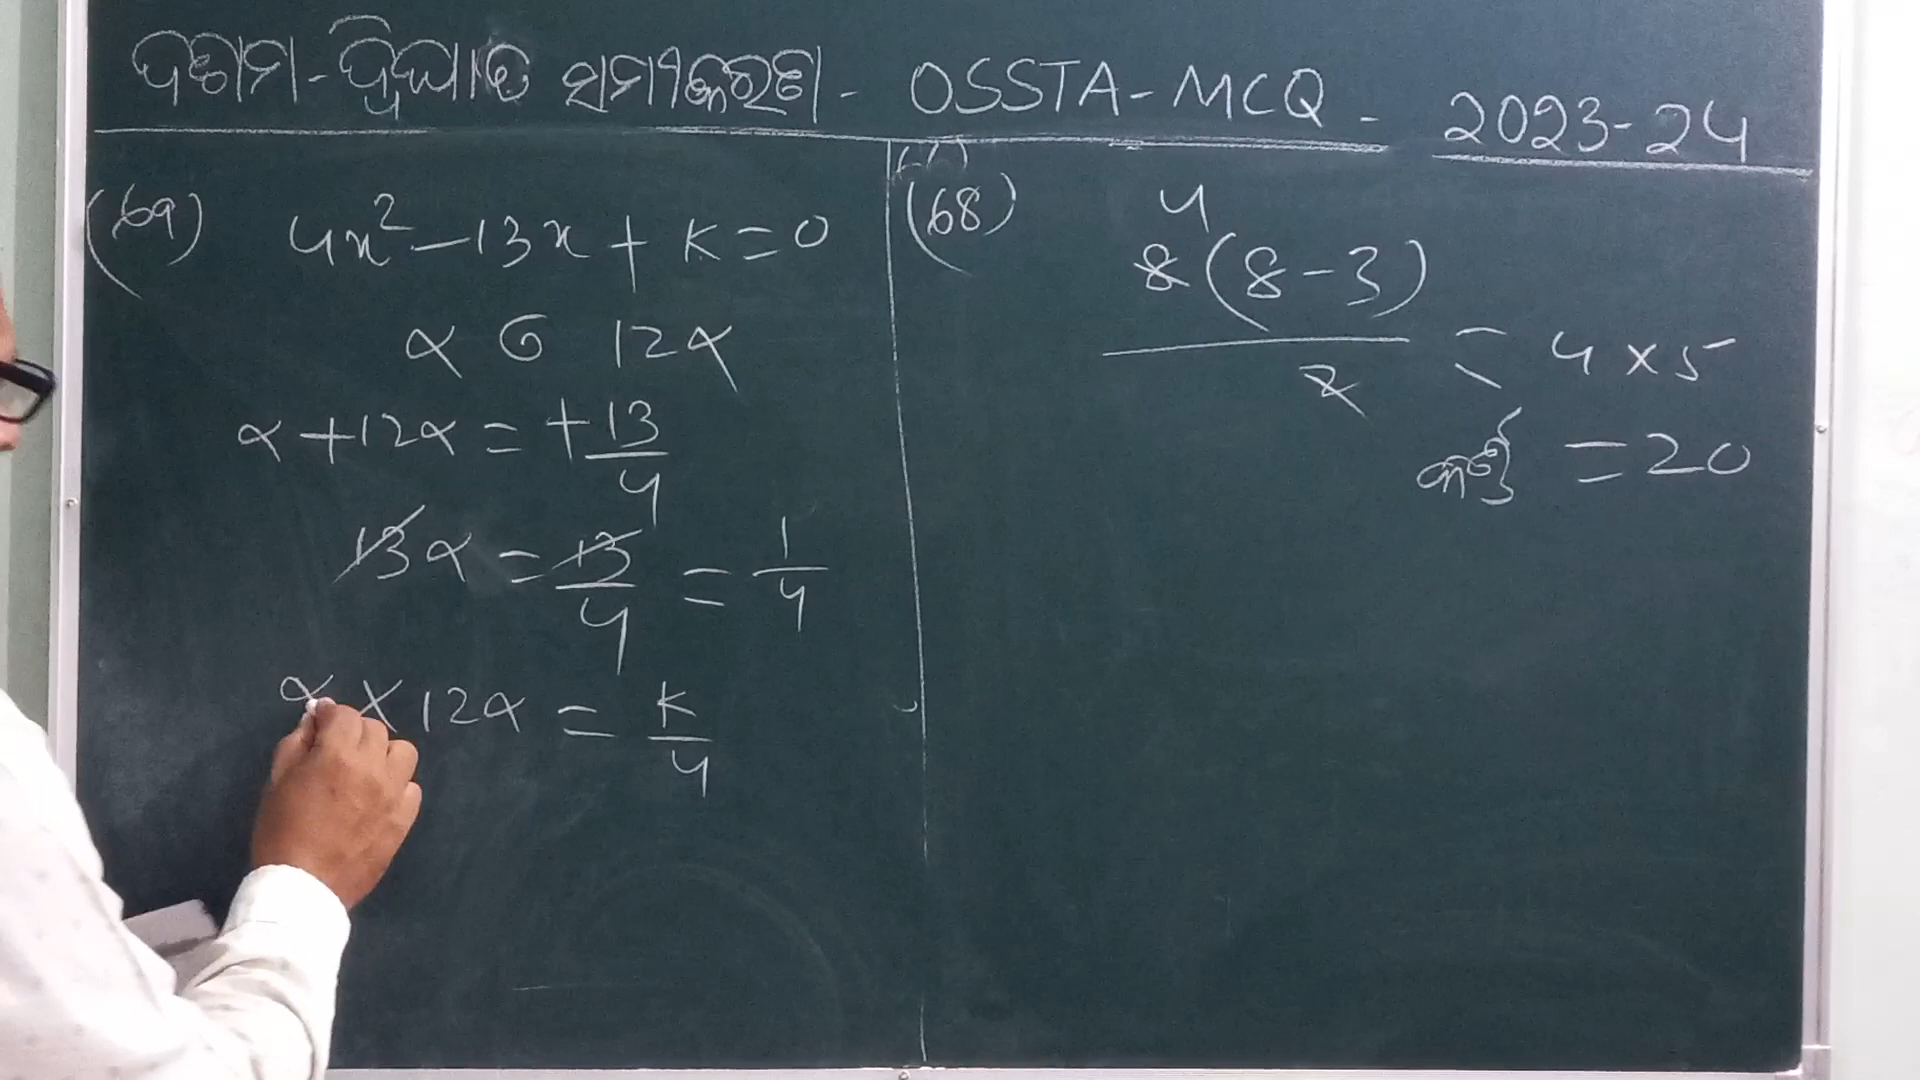 ଦଶମ - ଦ୍ଵିଘାତ ସମୀକରଣ - OSSTA - MCQ - 2023-24
(69) 4x² - 13x + K = 0
α ଓ 12α
α + 12α = + 13/4
13α = 13/4 = 1/4
α × 12α = K/4
(68) 4
8(8-3)/2 = 4 × 5
= 20